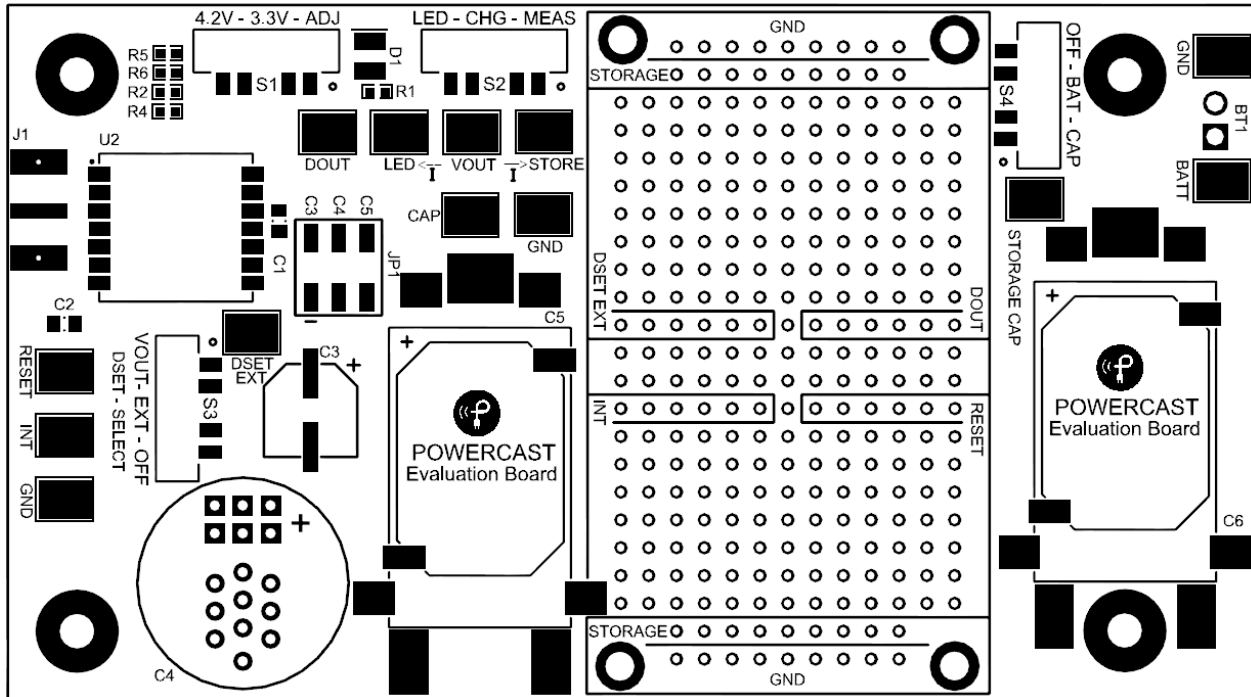 4.2V - 3.3V - ADJ
LED - CHG - MEAS
GND
STORAGE
OFF - BAT - CAP
GND
R5
R6
R2
R4
S1
D1
R1
S2
S4
BT1
J1
U2
DOUT
LED <-- I
VOUT
I --> STORE
BATT
CAP
GND
C3
C4
C5
C1
JP1
STORAGE CAP
DSET EXT
DOUT
C2
C5
RESET
INT
GND
VOUT - EXT - OFF
DSET - SELECT
S3
DSET
EXT
C3
+
+
+
POWERCAST
Evaluation Board
INT
RESET
POWERCAST
Evaluation Board
C6
+
C4
STORAGE
GND